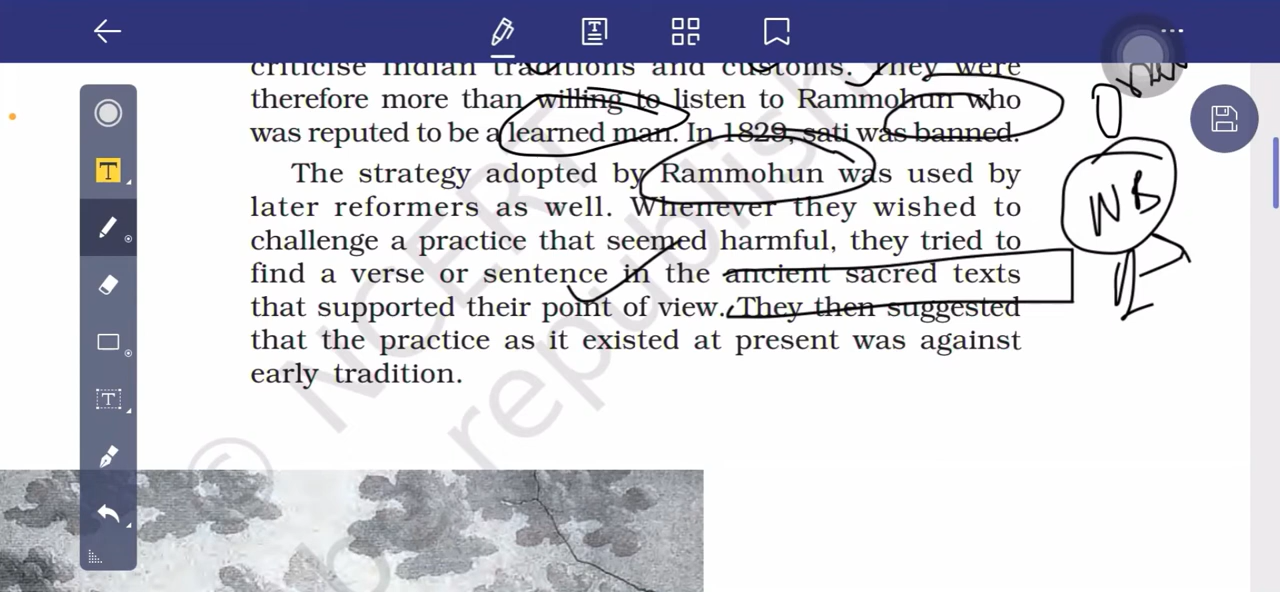 criticise Indian traditions and customs. They were
therefore more than willing to listen to Rammohun who
was reputed to be a learned man. In 1829, sati was banned.
The strategy adopted by Rammohun was used by
later reformers as well. Whenever they wished to
challenge a practice that seemed harmful, they tried to
find a verse or sentence in the ancient sacred texts
that supported their point of view. They then suggested
that the practice as it existed at present was against
early tradition.
WB
© NCERT
republish